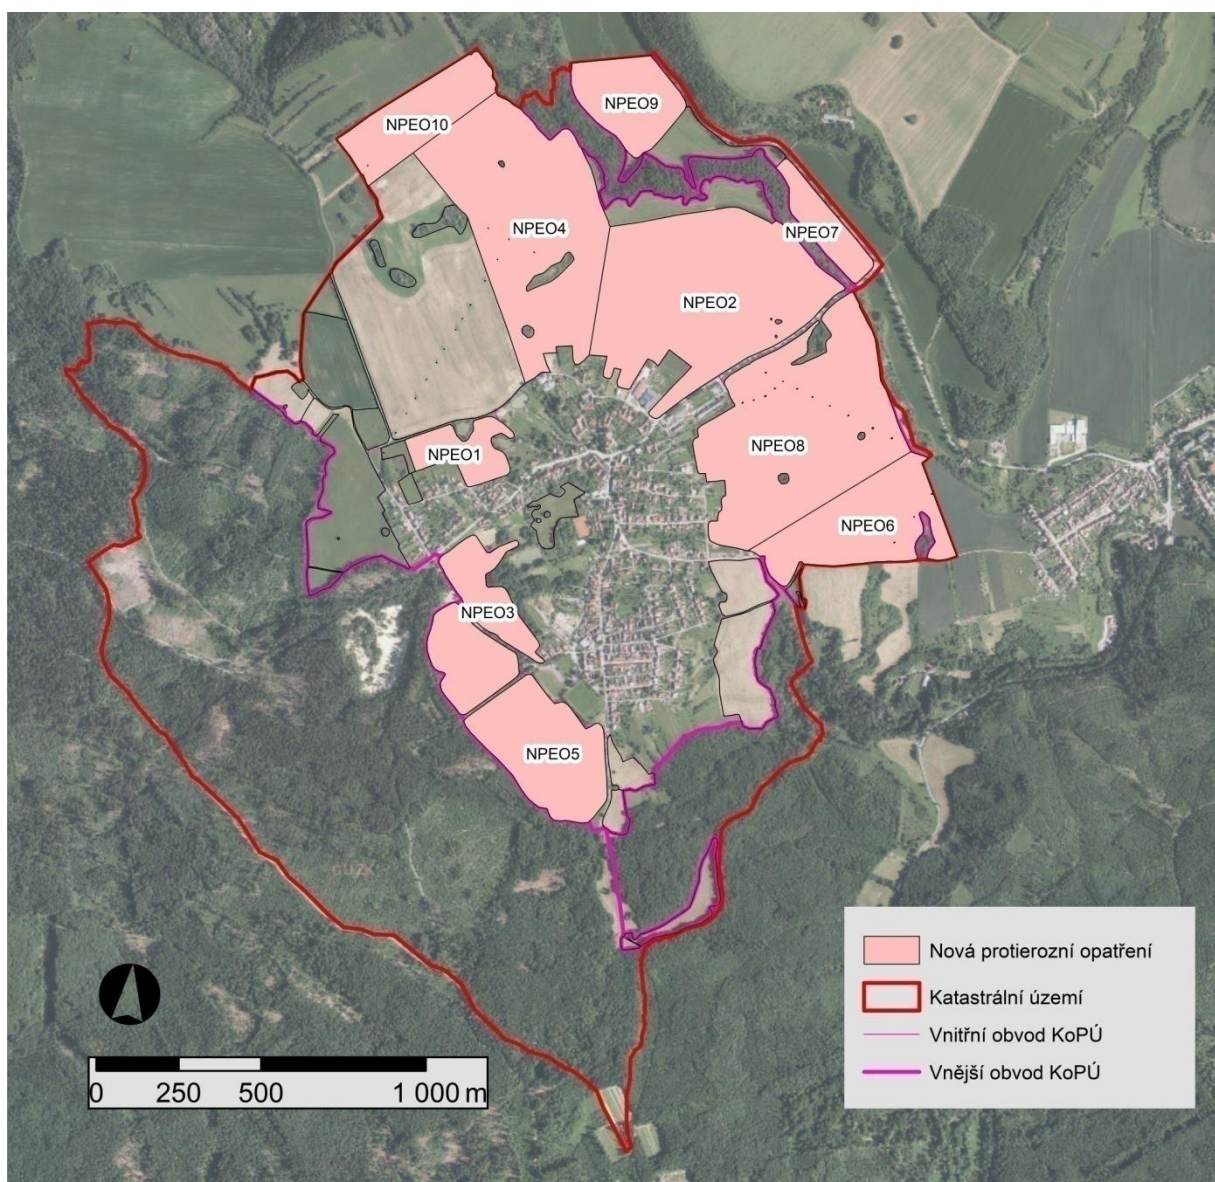 NPEO9
NPEO10
NPEO4
NPEO7
NPEO2
NPEO8
NPEO1
NPEO6
NPEO3
NPEO5
Nová protierozní opatření
Katastrální území
Vnitřní obvod KoPÚ
Vnější obvod KoPÚ
0 250 500 1 000 m